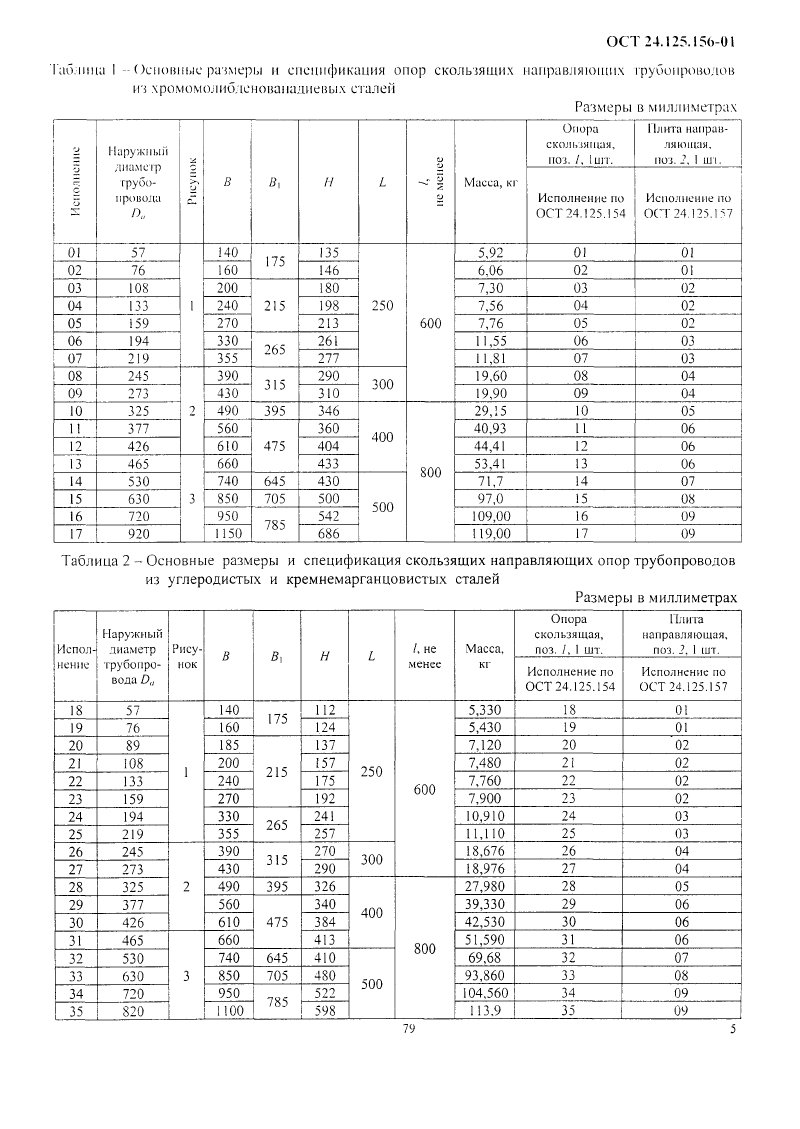 ОСТ 24.125.156-01
Таблица 1 – Основные размеры и спецификация опор скользящих направляющих трубопроводов
из хромомолибденованадиевых сталей
Размеры в миллиметрах
Исполнение | Наружный диаметр трубо-провода Dн | Рисунок | B | B1 | H | L | l, не менее | Масса, кг | Опора скользящая, поз. 1, 1шт. | Плита направ-ляющая, поз. 2, 1 шт.
Исполнение по ОСТ 24.125.154 | Исполнение по ОСТ 24.125.157
01 57 1 140 175 135 250 600 5,92 01 01
02 76 160 146 6,06 02 01
03 108 200 215 180 7,30 03 02
04 133 240 198 7,56 04 02
05 159 270 213 7,76 05 02
06 194 330 265 261 11,55 06 03
07 219 355 277 11,81 07 03
08 245 2 390 315 290 300 19,60 08 04
09 273 430 310 19,90 09 04
10 325 490 395 346 400 800 29,15 10 05
11 377 560 475 360 40,93 11 06
12 426 610 404 44,41 12 06
13 465 3 660 433 53,41 13 06
14 530 740 645 430 500 71,7 14 07
15 630 850 705 500 97,0 15 08
16 720 950 785 542 109,00 16 09
17 920 1150 686 119,00 17 09
Таблица 2 – Основные размеры и спецификация скользящих направляющих опор трубопроводов
из углеродистых и кремнемарганцовистых сталей
Размеры в миллиметрах
Испол-нение | Наружный диаметр трубопро-вода Dн | Рису-нок | B | B1 | H | L | l, не менее | Масса, кг | Опора скользящая, поз. 1, 1 шт. | Плита направляющая, поз. 2, 1 шт.
Исполнение по ОСТ 24.125.154 | Исполнение по ОСТ 24.125.157
18 57 1 140 175 112 250 600 5,330 18 01
19 76 160 124 5,430 19 01
20 89 185 215 137 7,120 20 02
21 108 200 157 7,480 21 02
22 133 240 175 7,760 22 02
23 159 270 192 7,900 23 02
24 194 330 265 241 10,910 24 03
25 219 355 257 11,110 25 03
26 245 2 390 315 270 300 18,676 26 04
27 273 430 290 18,976 27 04
28 325 490 395 326 400 800 27,980 28 05
29 377 560 475 340 39,330 29 06
30 426 610 384 42,530 30 06
31 465 3 660 413 51,590 31 06
32 530 740 645 410 500 69,68 32 07
33 630 850 705 480 93,860 33 08
34 720 950 785 522 104,560 34 09
35 820 1100 598 113,9 35 09
79 5